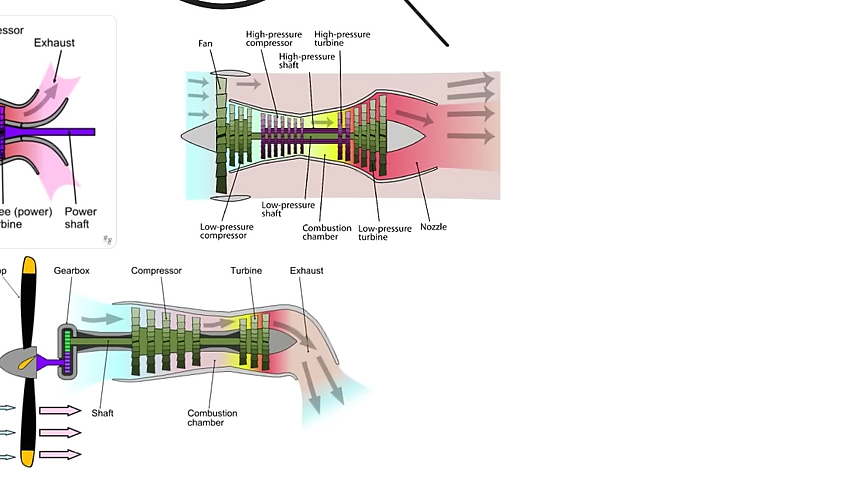 ssor
Exhaust
ee (power)
rbine
Power
shaft
Fan
High-pressure
compressor
High-pressure
turbine
High-pressure
shaft
Low-pressure
compressor
Low-pressure
shaft
Combustion
chamber
Low-pressure
turbine
Nozzle
op
Gearbox
Compressor
Turbine
Exhaust
Shaft
Combustion
chamber